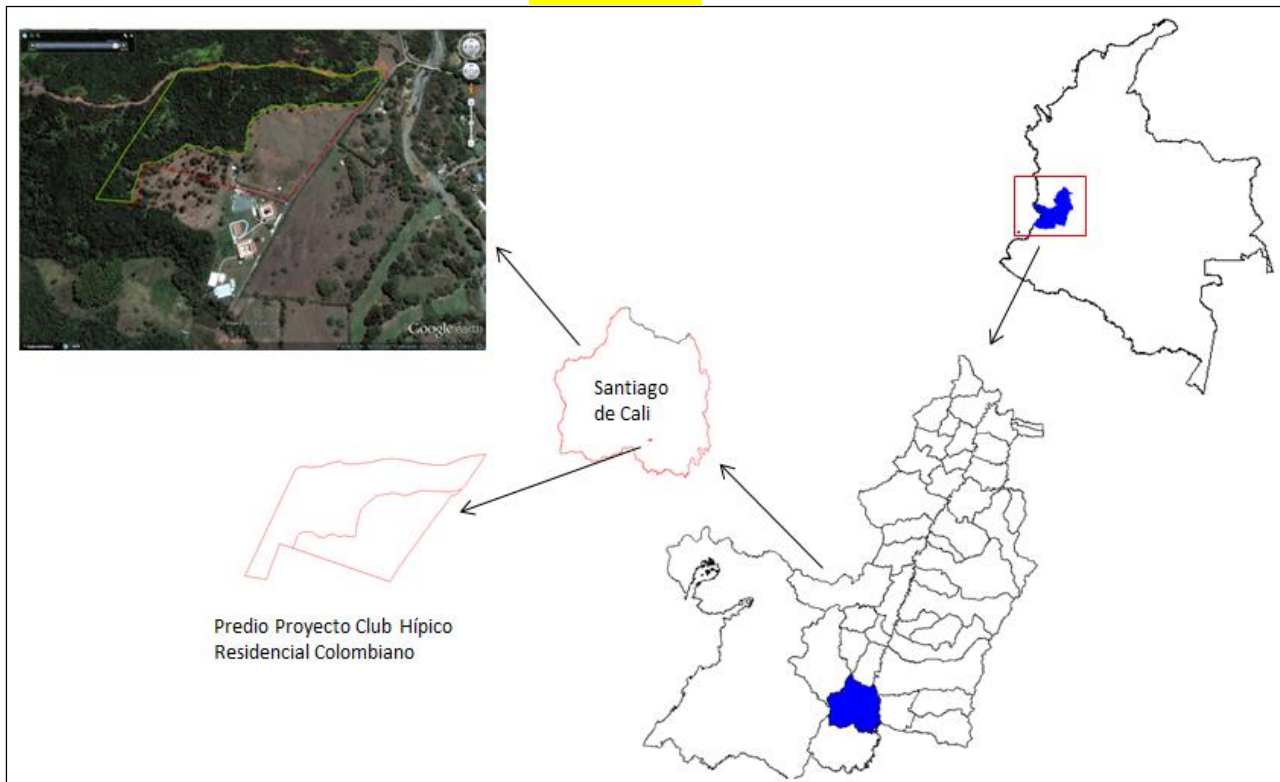 Google earth
Santiago
de Cali
Predio Proyecto Club Hípico
Residencial Colombiano